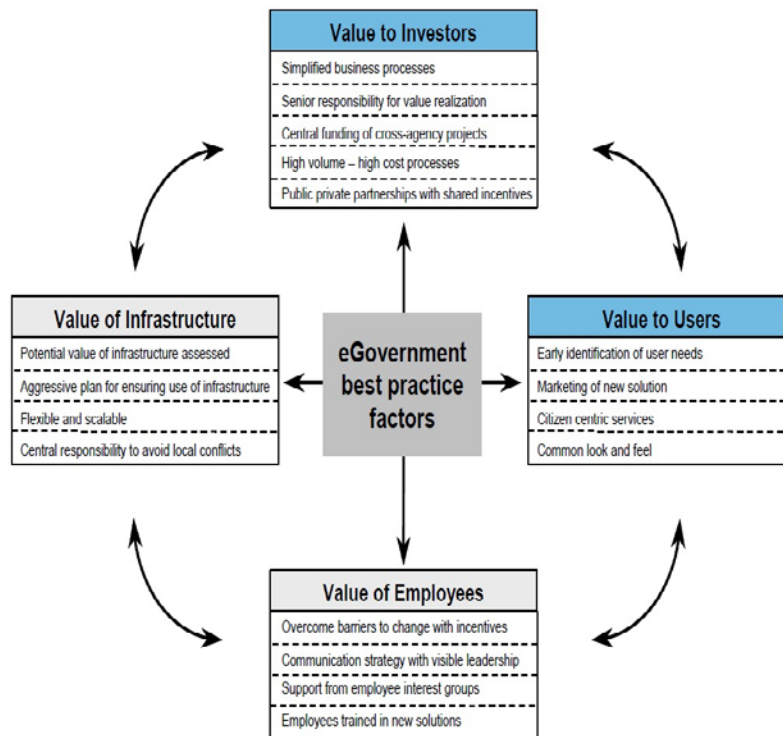 Value to Investors
Simplified business processes
Senior responsibility for value realization
Central funding of cross-agency projects
High volume – high cost processes
Public private partnerships with shared incentives
Value of Infrastructure
Potential value of infrastructure assessed
Aggressive plan for ensuring use of infrastructure
Flexible and scalable
Central responsibility to avoid local conflicts
eGovernment
best practice
factors
Value to Users
Early identification of user needs
Marketing of new solution
Citizen centric services
Common look and feel
Value of Employees
Overcome barriers to change with incentives
Communication strategy with visible leadership
Support from employee interest groups
Employees trained in new solutions